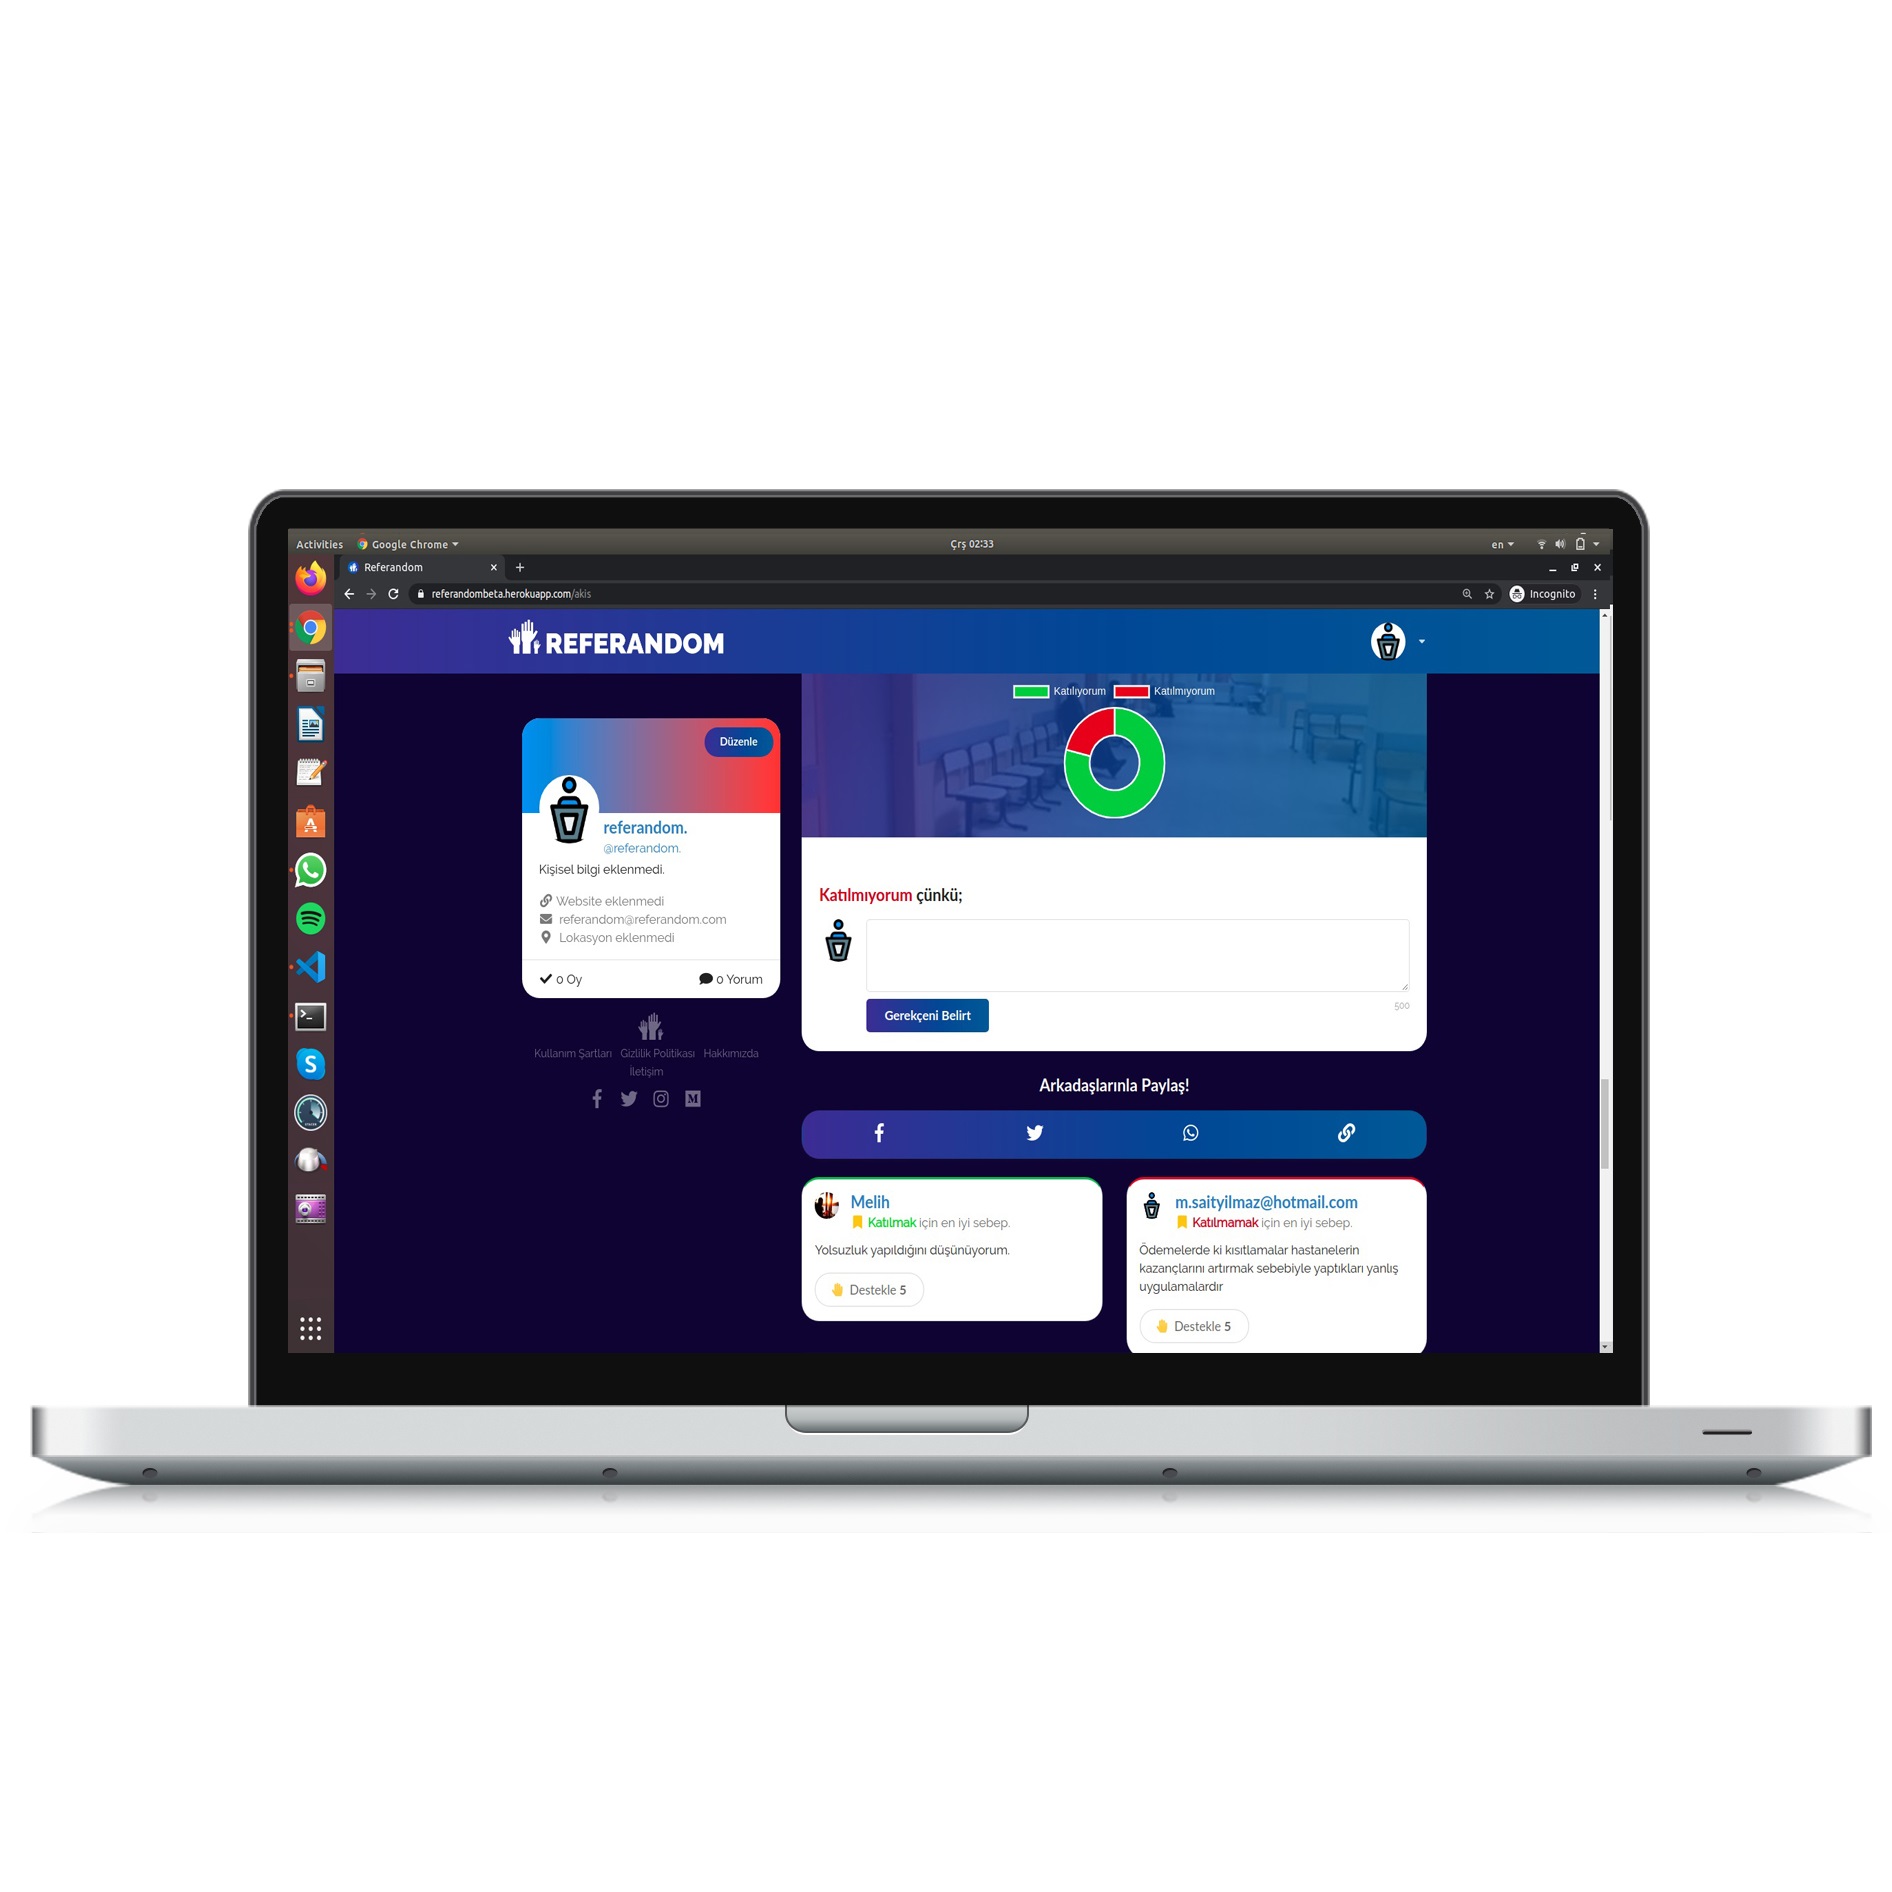 Activities
Google Chrome
Çrş 02:33
en
Referandom
referandombeta.herokuapp.com/akis
Incognito
REFERANDOM
Düzenle
referandom.
@referandom.
Kişisel bilgi eklenmedi.
Website eklenmedi
referandom@referandom.com
Lokasyon eklenmedi
0 Oy
0 Yorum
Kullanım Şartları Gizlilik Politikası Hakkımızda
İletişim
Katılıyorum
Katılmıyorum
Katılmıyorum çünkü;
500
Gerekçeni Belirt
Arkadaşlarınla Paylaş!
Melih
Katılmak için en iyi sebep.
Yolsuzluk yapıldığını düşünüyorum.
Destekle 5
m.saityilmaz@hotmail.com
Katılmamak için en iyi sebep.
Ödemelerde ki kısıtlamalar hastanelerin
kazançlarını artırmak sebebiyle yaptıkları yanlış
uygulamalardır
Destekle 5